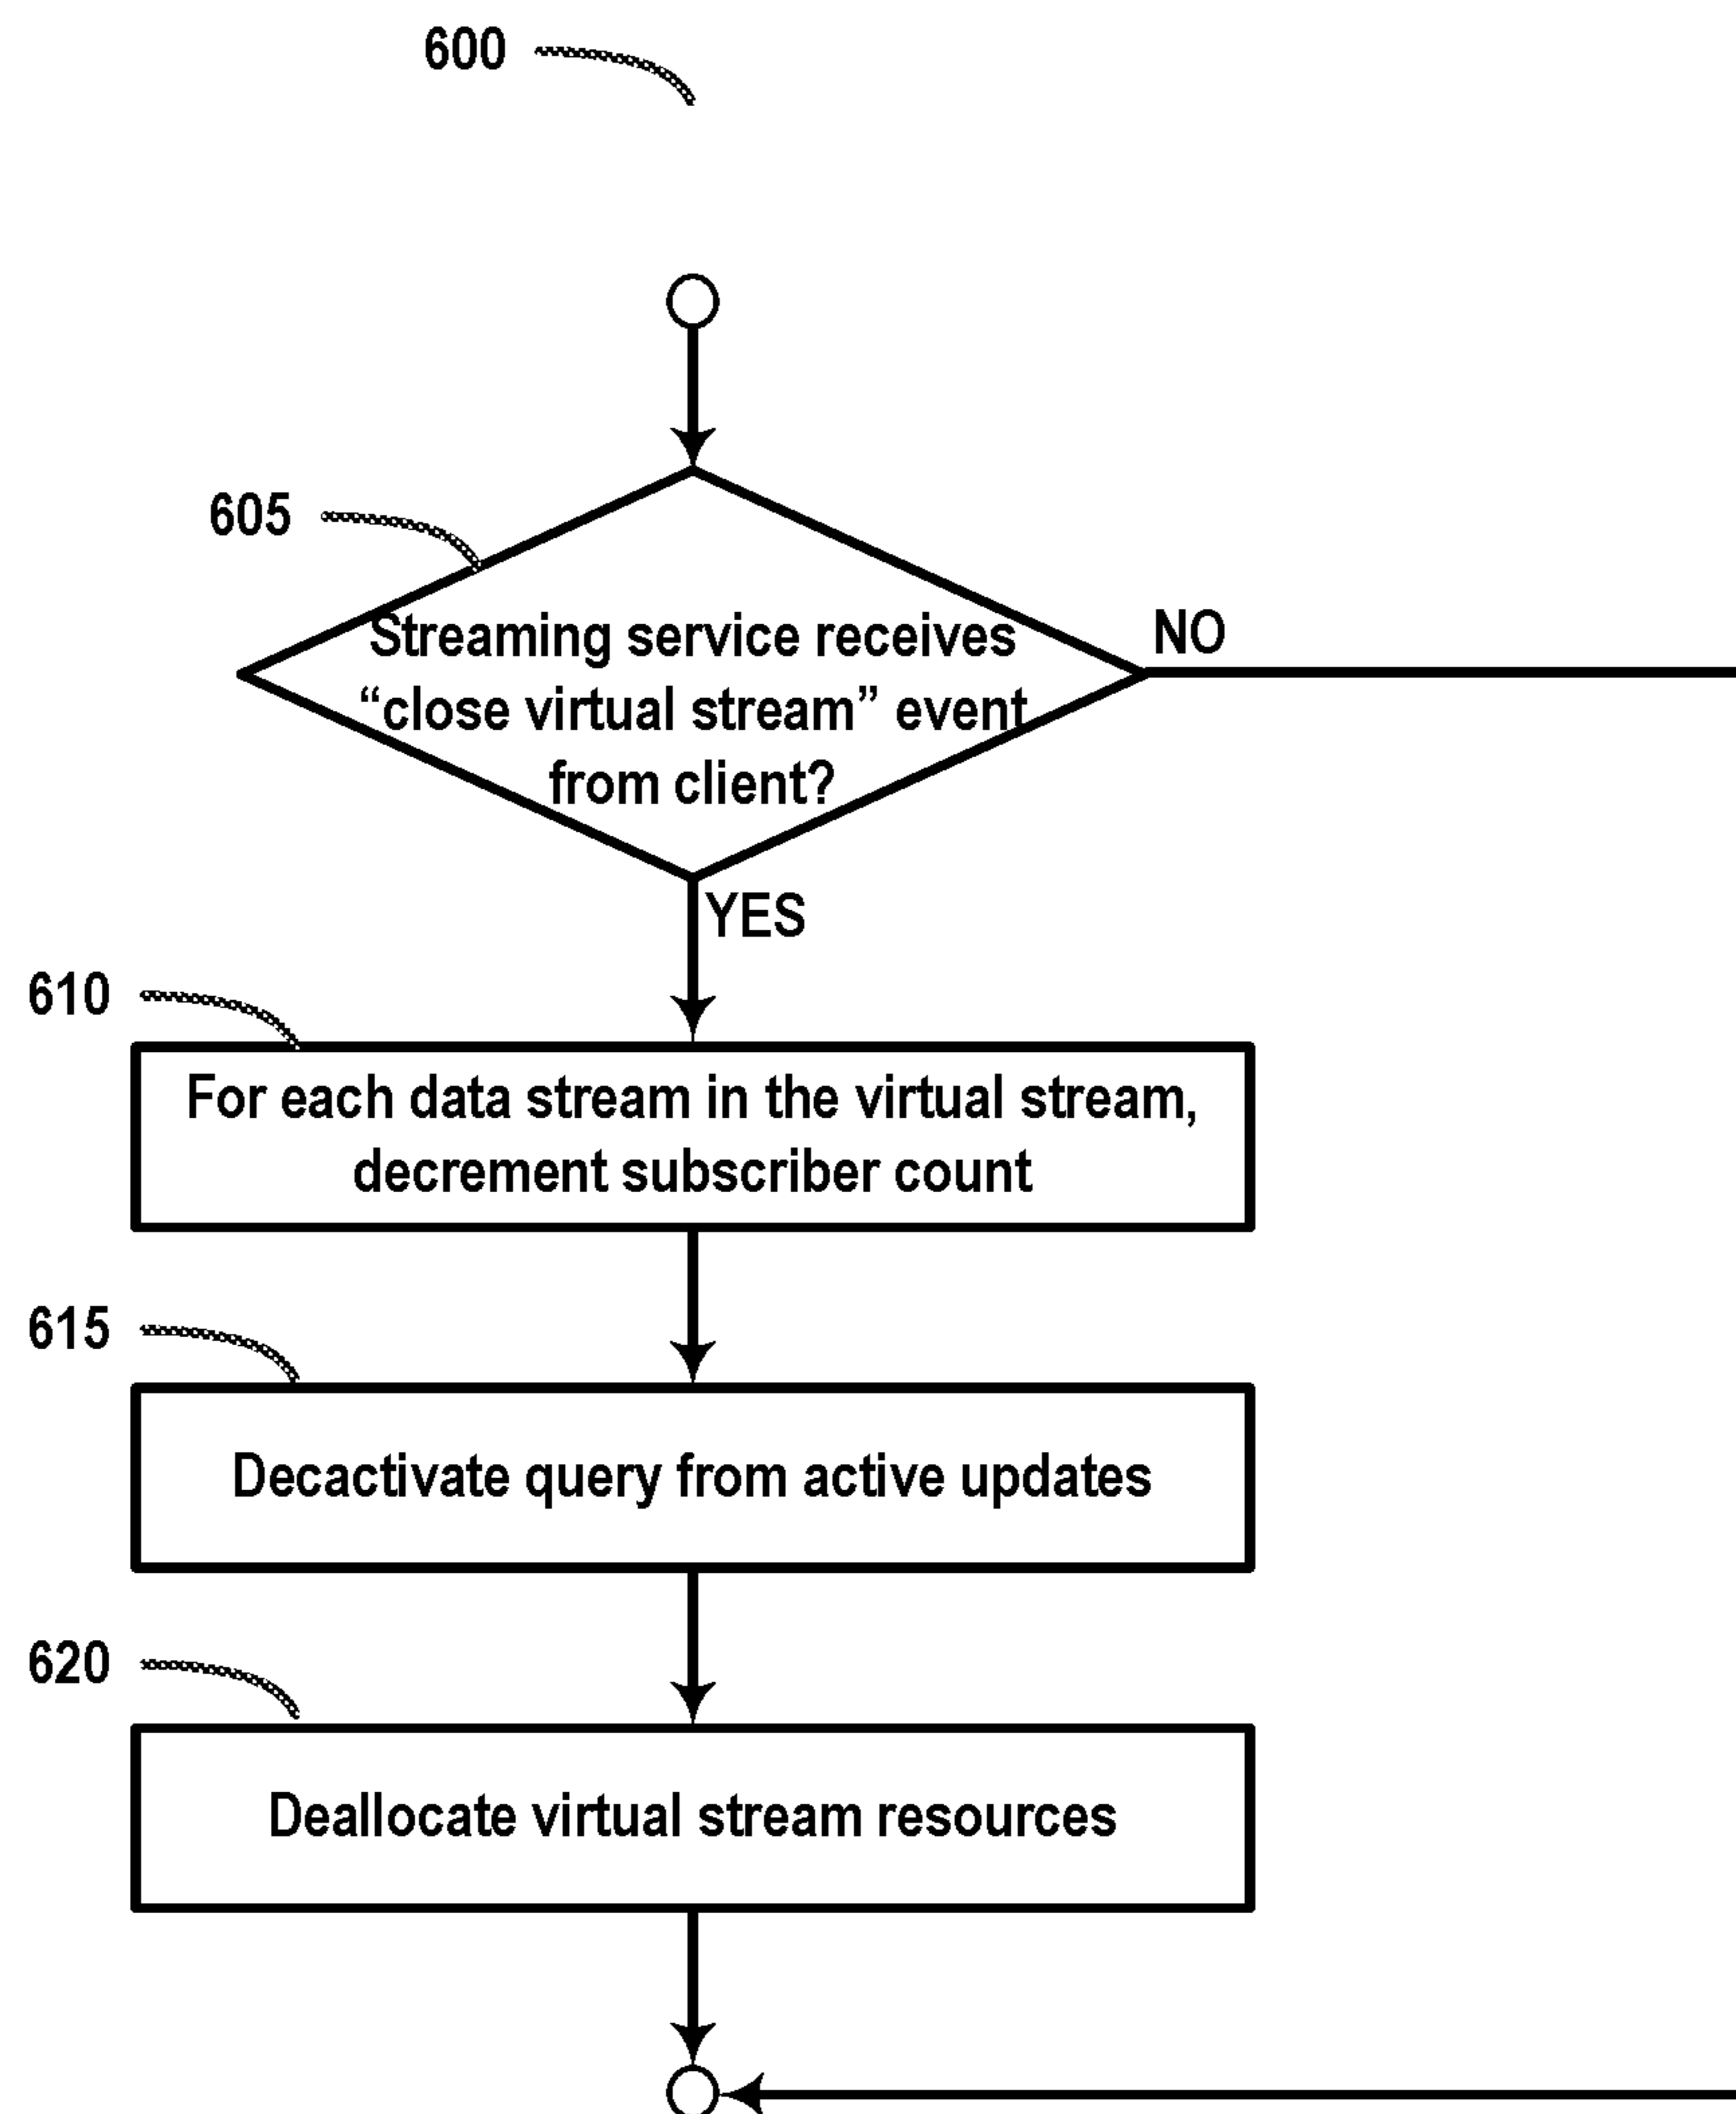 600
605
Streaming service receives
“close virtual stream” event
from client?
NO
YES
610
For each data stream in the virtual stream,
decrement subscriber count
615
Decactivate query from active updates
620
Deallocate virtual stream resources